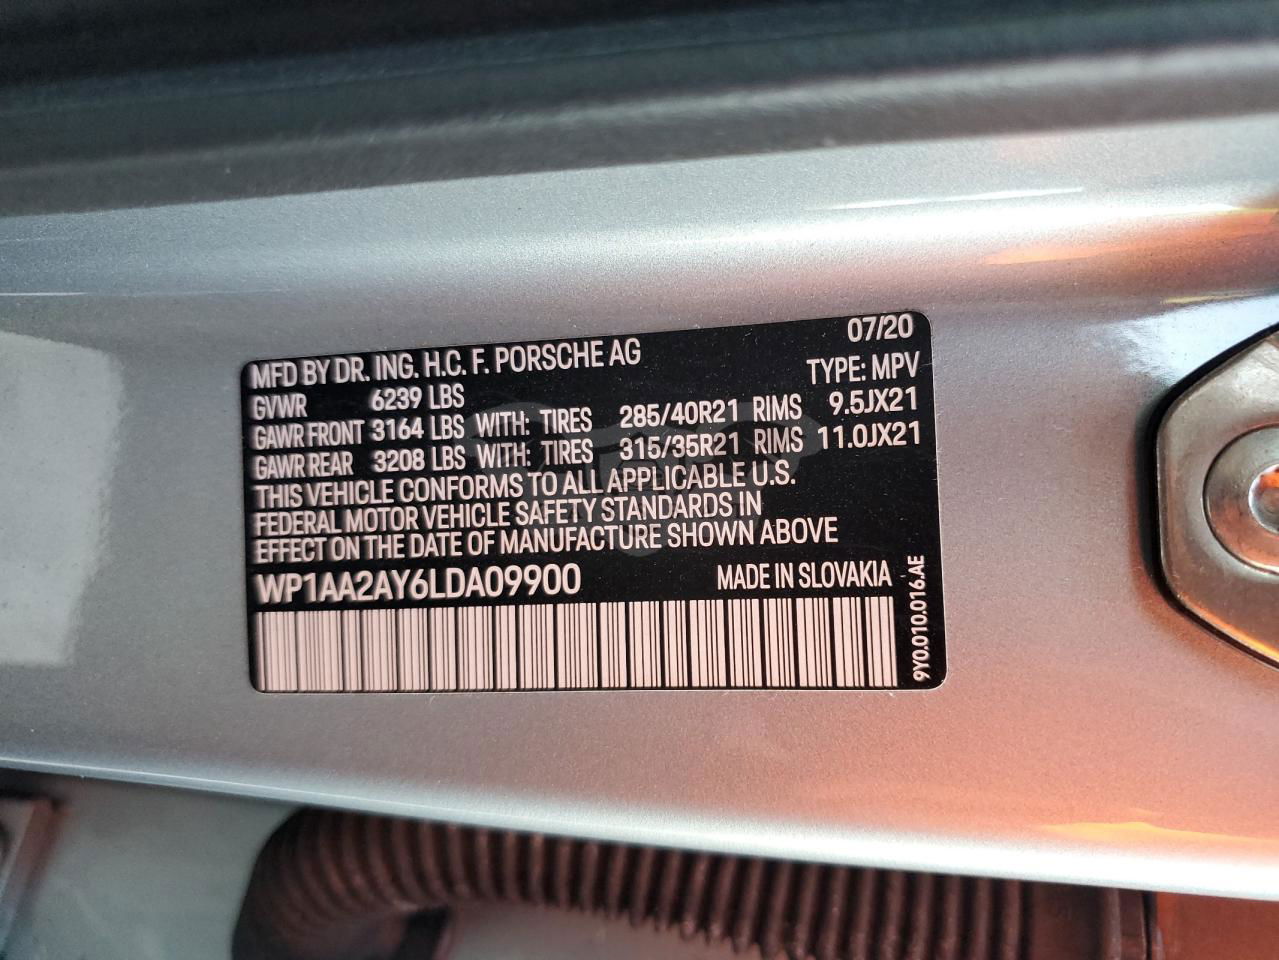 07/20
MFD BY DR. ING. H.C. F. PORSCHE AG TYPE: MPV
GVWR 6239 LBS
GAWR FRONT 3164 LBS WITH: TIRES 285/40R21 RIMS 9.5JX21
GAWR REAR 3208 LBS WITH: TIRES 315/35R21 RIMS 11.0JX21
THIS VEHICLE CONFORMS TO ALL APPLICABLE U.S.
FEDERAL MOTOR VEHICLE SAFETY STANDARDS IN
EFFECT ON THE DATE OF MANUFACTURE SHOWN ABOVE
WP1AA2AY6LDA09900 MADE IN SLOVAKIA
9Y0.010.016.AE